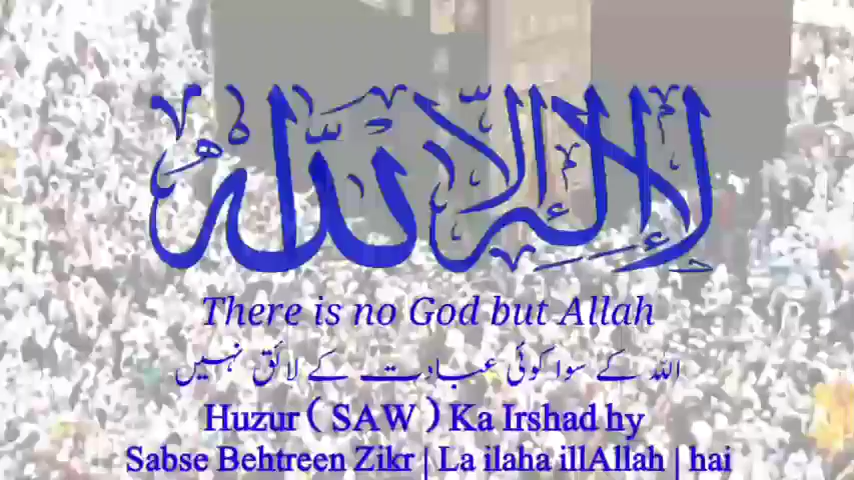 لا إله إلا الله
There is no God but Allah
اللہ کے سوا کوئی عبادت کے لائق نہیں
Huzur ( SAW ) Ka Irshad hy
Sabse Behtreen Zikr | La ilaha illAllah | hai